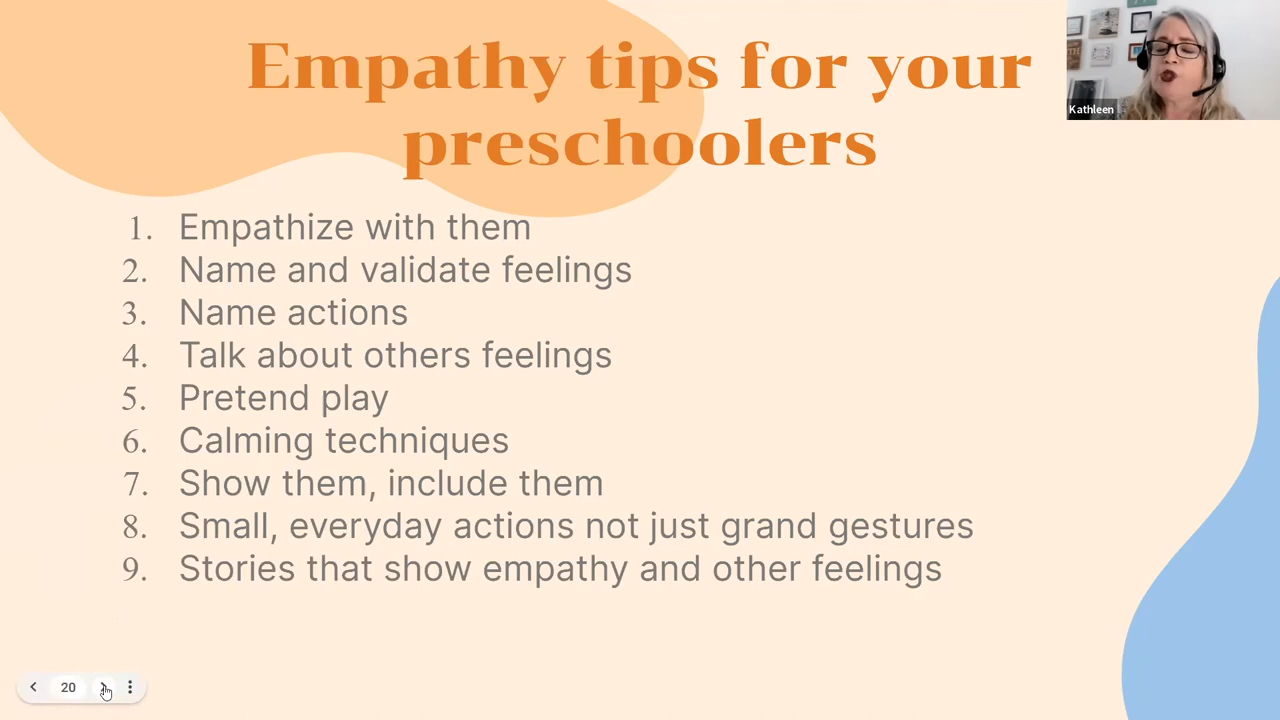 Empathy tips for your
preschoolers
Kathleen
1. Empathize with them
2. Name and validate feelings
3. Name actions
4. Talk about others feelings
5. Pretend play
6. Calming techniques
7. Show them, include them
8. Small, everyday actions not just grand gestures
9. Stories that show empathy and other feelings
20